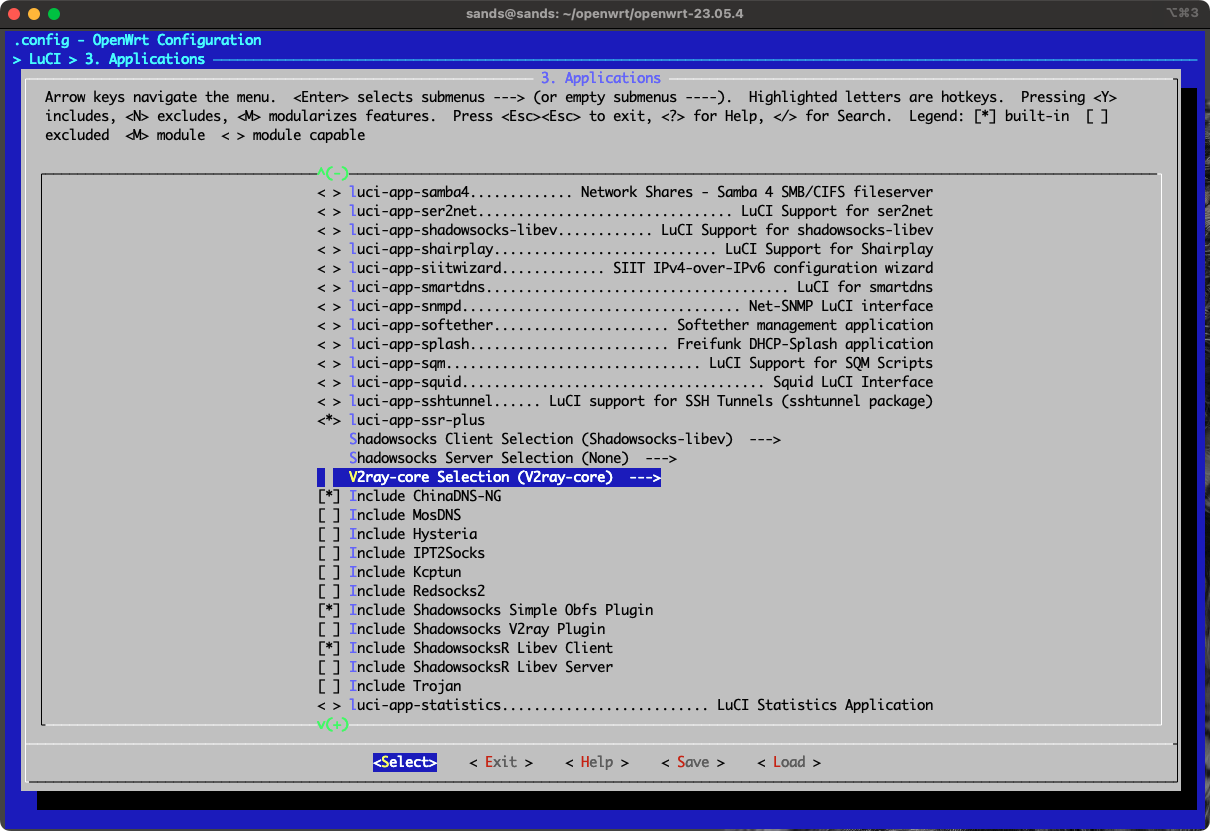 sands@sands: ~/openwrt/openwrt-23.05.4
⌥⌘3
.config - OpenWrt Configuration
> LuCI > 3. Applications
3. Applications
Arrow keys navigate the menu.  <Enter> selects submenus ---> (or empty submenus ----).  Highlighted letters are hotkeys.  Pressing <Y>
includes, <N> excludes, <M> modularizes features.  Press <Esc><Esc> to exit, <?> for Help, </> for Search.  Legend: [*] built-in  [ ]
excluded  <M> module  < > module capable
^(-)
< > luci-app-samba4............. Network Shares - Samba 4 SMB/CIFS fileserver
< > luci-app-ser2net................................ LuCI Support for ser2net
< > luci-app-shadowsocks-libev............ LuCI Support for shadowsocks-libev
< > luci-app-shairplay............................ LuCI Support for Shairplay
< > luci-app-siitwizard............. SIIT IPv4-over-IPv6 configuration wizard
< > luci-app-smartdns...................................... LuCI for smartdns
< > luci-app-snmpd.................................. Net-SNMP LuCI interface
< > luci-app-softether...................... Softether management application
< > luci-app-splash......................... Freifunk DHCP-Splash application
< > luci-app-sqm................................ LuCI Support for SQM Scripts
< > luci-app-squid...................................... Squid LuCI Interface
< > luci-app-sshtunnel...... LuCI support for SSH Tunnels (sshtunnel package)
<*> luci-app-ssr-plus
Shadowsocks Client Selection (Shadowsocks-libev)  --->
Shadowsocks Server Selection (None)  --->
V2ray-core Selection (V2ray-core)  --->
[*] Include ChinaDNS-NG
[ ] Include MosDNS
[ ] Include Hysteria
[ ] Include IPT2Socks
[ ] Include Kcptun
[ ] Include Redsocks2
[*] Include Shadowsocks Simple Obfs Plugin
[ ] Include Shadowsocks V2ray Plugin
[*] Include ShadowsocksR Libev Client
[ ] Include ShadowsocksR Libev Server
[ ] Include Trojan
< > luci-app-statistics.......................... LuCI Statistics Application
v(+)
<Select>    < Exit >    < Help >    < Save >    < Load >